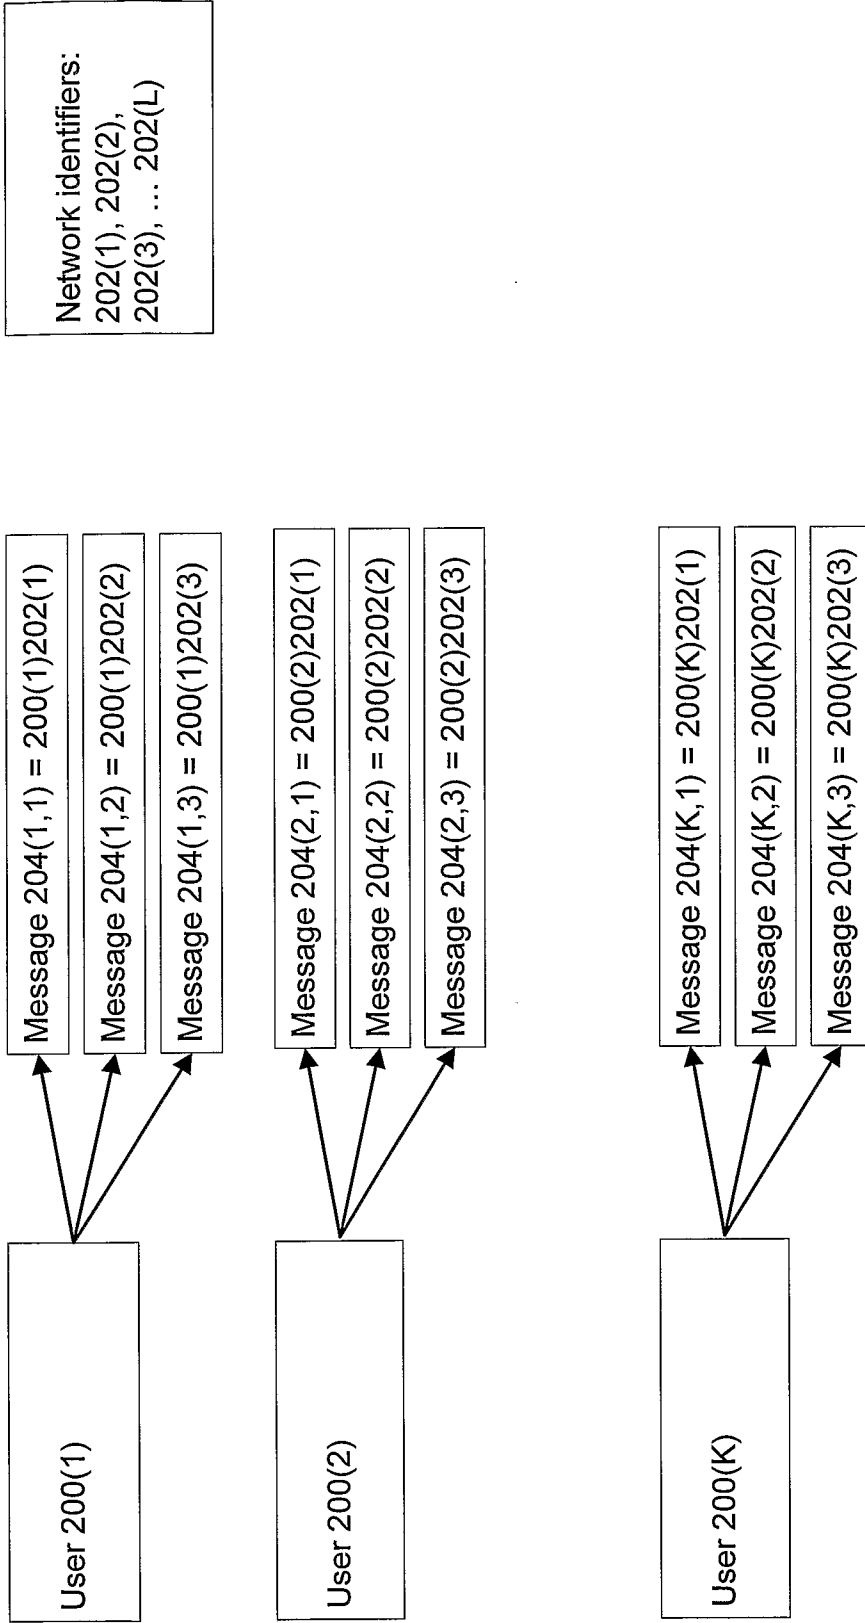 Network identifiers:
202(1), 202(2),
202(3), ... 202(L)
User 200(1)
Message 204(1,1) = 200(1)202(1)
Message 204(1,2) = 200(1)202(2)
Message 204(1,3) = 200(1)202(3)
User 200(2)
Message 204(2,1) = 200(2)202(1)
Message 204(2,2) = 200(2)202(2)
Message 204(2,3) = 200(2)202(3)
User 200(K)
Message 204(K,1) = 200(K)202(1)
Message 204(K,2) = 200(K)202(2)
Message 204(K,3) = 200(K)202(3)